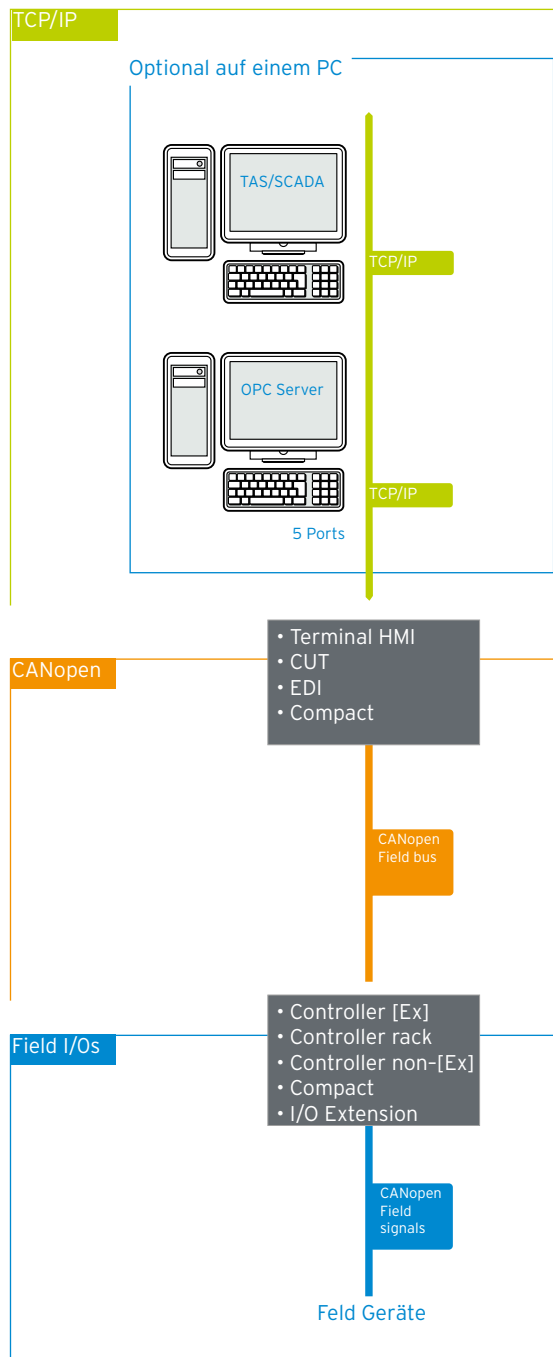 TCP/IP
Optional auf einem PC
TAS/SCADA
TCP/IP
OPC Server
TCP/IP
5 Ports
• Terminal HMI
• CUT
• EDI
• Compact
CANopen
CANopen
Field bus
• Controller [Ex]
• Controller rack
• Controller non-[Ex]
• Compact
• I/O Extension
Field I/Os
CANopen
Field
signals
Feld Geräte